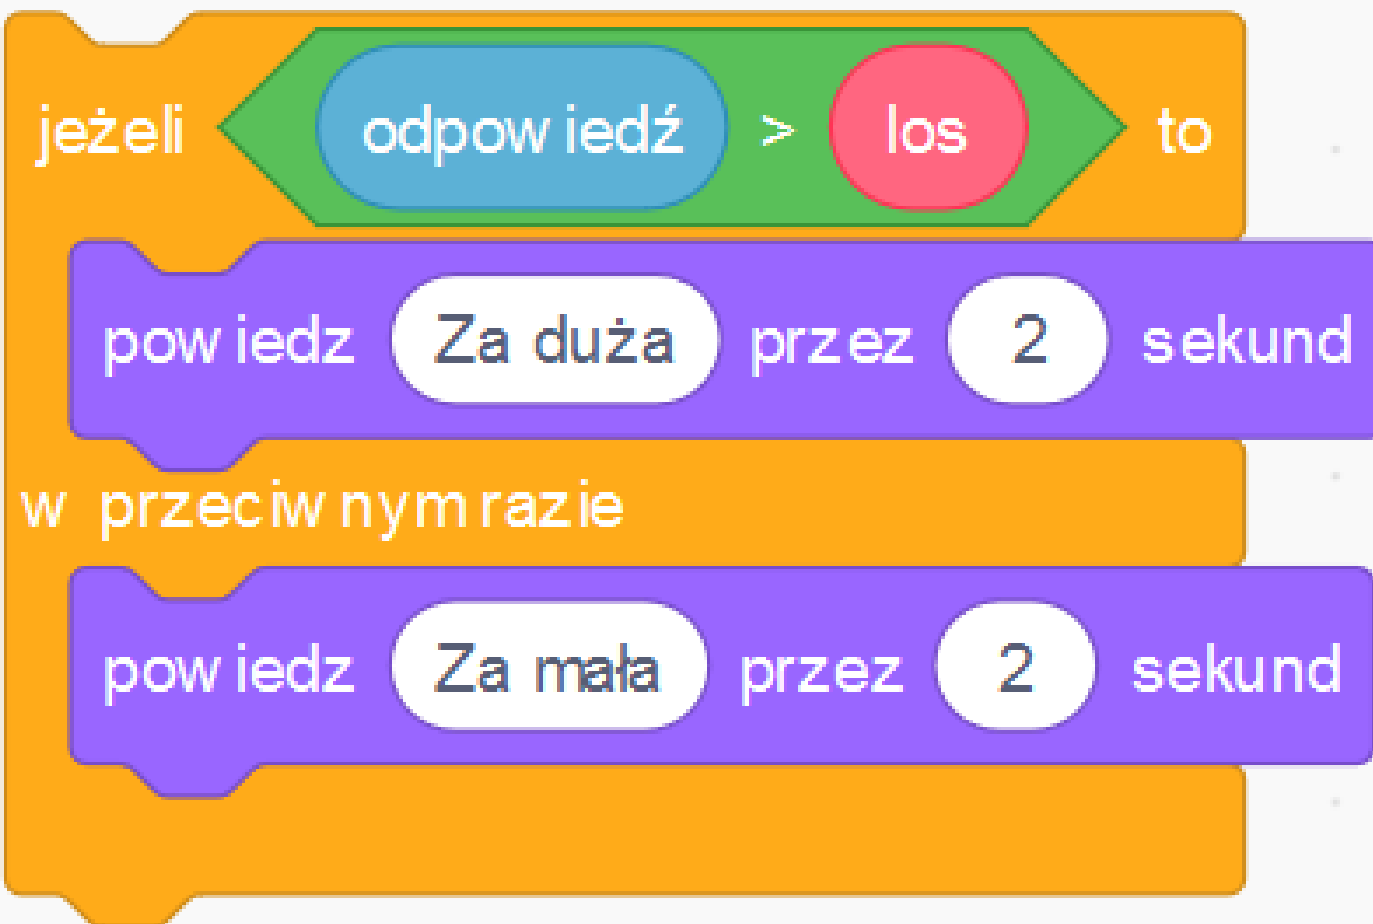 jeżeli odpowiedź > los to
powiedz Za duża przez 2 sekund
w przeciwnym razie
powiedz Za mała przez 2 sekund